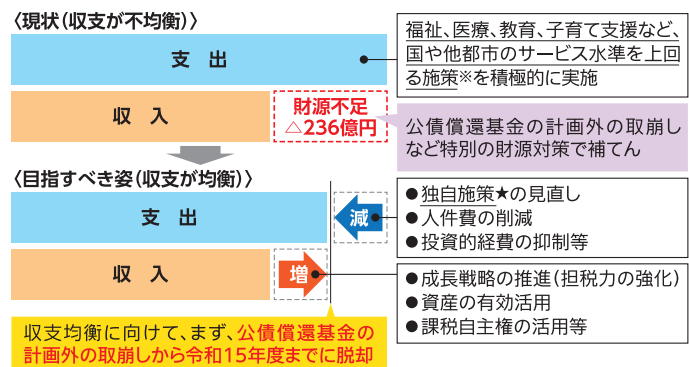 〈現状（収支が不均衡）〉
支 出
福祉、医療、教育、子育て支援など、
国や他都市のサービス水準を上回
る施策※を積極的に実施
収 入
財源不足
△236億円
公債償還基金の計画外の取崩し
など特別の財源対策で補てん
〈目指すべき姿（収支が均衡）〉
支 出
減
●独自施策★の見直し
●人件費の削減
●投資的経費の抑制等
収 入
増
●成長戦略の推進（担税力の強化）
●資産の有効活用
●課税自主権の活用等
収支均衡に向けて、まず、公債償還基金の
計画外の取崩しから令和15年度までに脱却